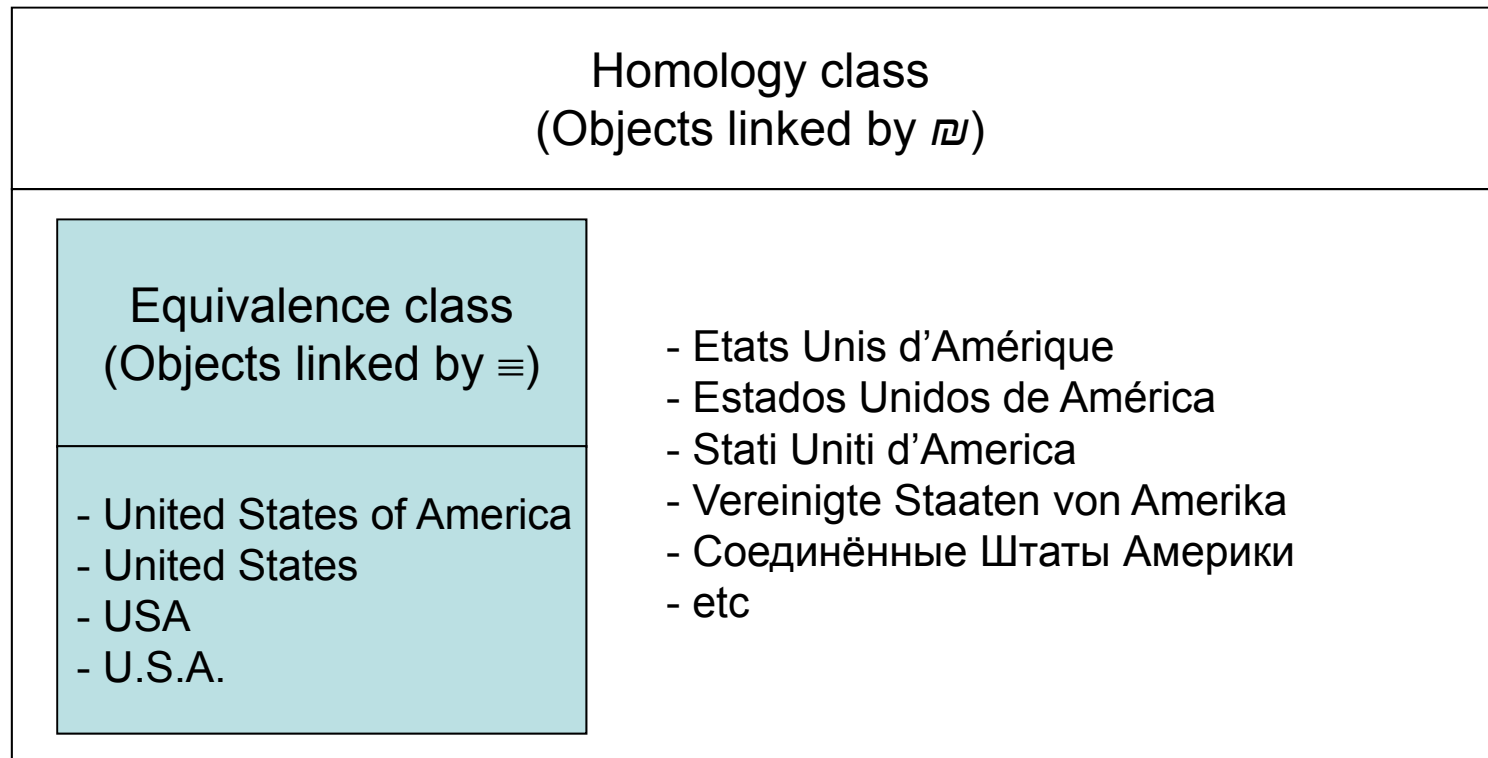 Homology class
(Objects linked by ₪)
Equivalence class
(Objects linked by ≡)
- United States of America
- United States
- USA
- U.S.A.
- Etats Unis d’Amérique
- Estados Unidos de América
- Stati Uniti d’America
- Vereinigte Staaten von Amerika
- Соединённые Штаты Америки
- etc